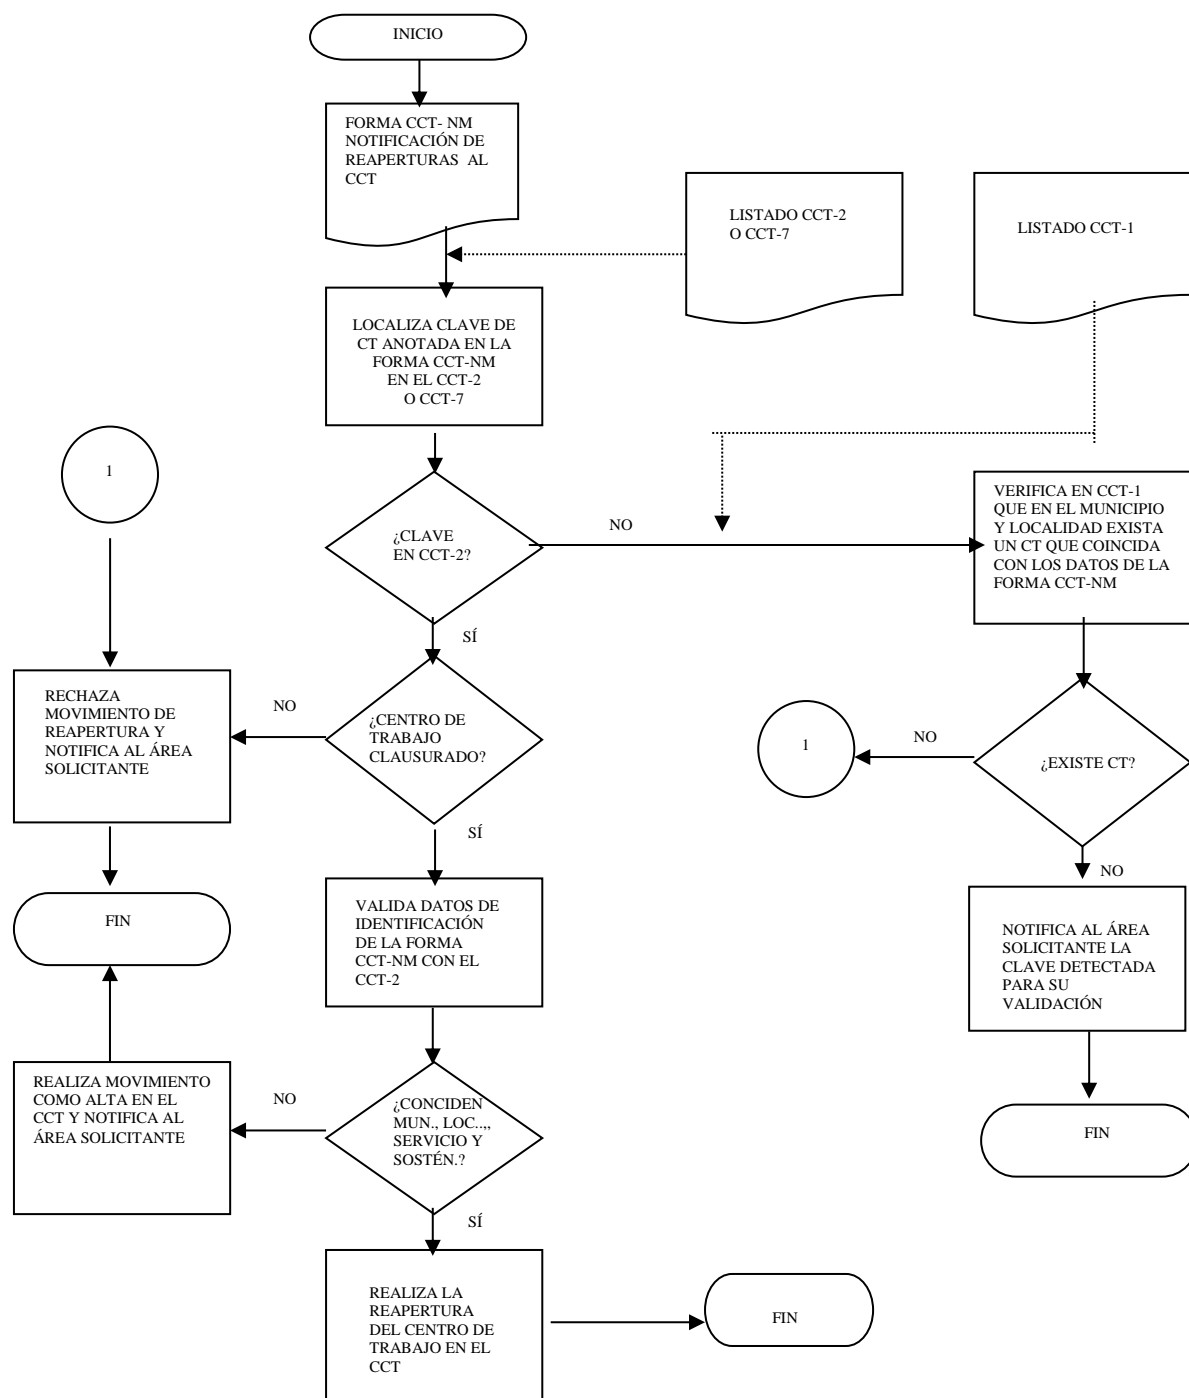 INICIO
FORMA CCT- NM
NOTIFICACIÓN DE
REAPERTURAS AL
CCT
LISTADO CCT-2
O CCT-7
LISTADO CCT-1
LOCALIZA CLAVE DE
CT ANOTADA EN LA
FORMA CCT-NM
EN EL CCT-2
O CCT-7
1
¿CLAVE
EN CCT-2?
NO
VERIFICA EN CCT-1
QUE EN EL MUNICIPIO
Y LOCALIDAD EXISTA
UN CT QUE COINCIDA
CON LOS DATOS DE LA
FORMA CCT-NM
SÍ
RECHAZA
MOVIMIENTO DE
REAPERTURA Y
NOTIFICA AL ÁREA
SOLICITANTE
NO
¿CENTRO DE
TRABAJO
CLAUSURADO?
1
NO
¿EXISTE CT?
SÍ
NO
FIN
VALIDA DATOS DE
IDENTIFICACIÓN
DE LA FORMA
CCT-NM CON EL
CCT-2
NOTIFICA AL ÁREA
SOLICITANTE LA
CLAVE DETECTADA
PARA SU
VALIDACIÓN
REALIZA MOVIMIENTO
COMO ALTA EN EL
CCT Y NOTIFICA AL
ÁREA SOLICITANTE
NO
¿CONCIDEN
MUN., LOC..,,
SERVICIO Y
SOSTÉN.?
FIN
SÍ
REALIZA LA
REAPERTURA
DEL CENTRO DE
TRABAJO EN EL
CCT
FIN